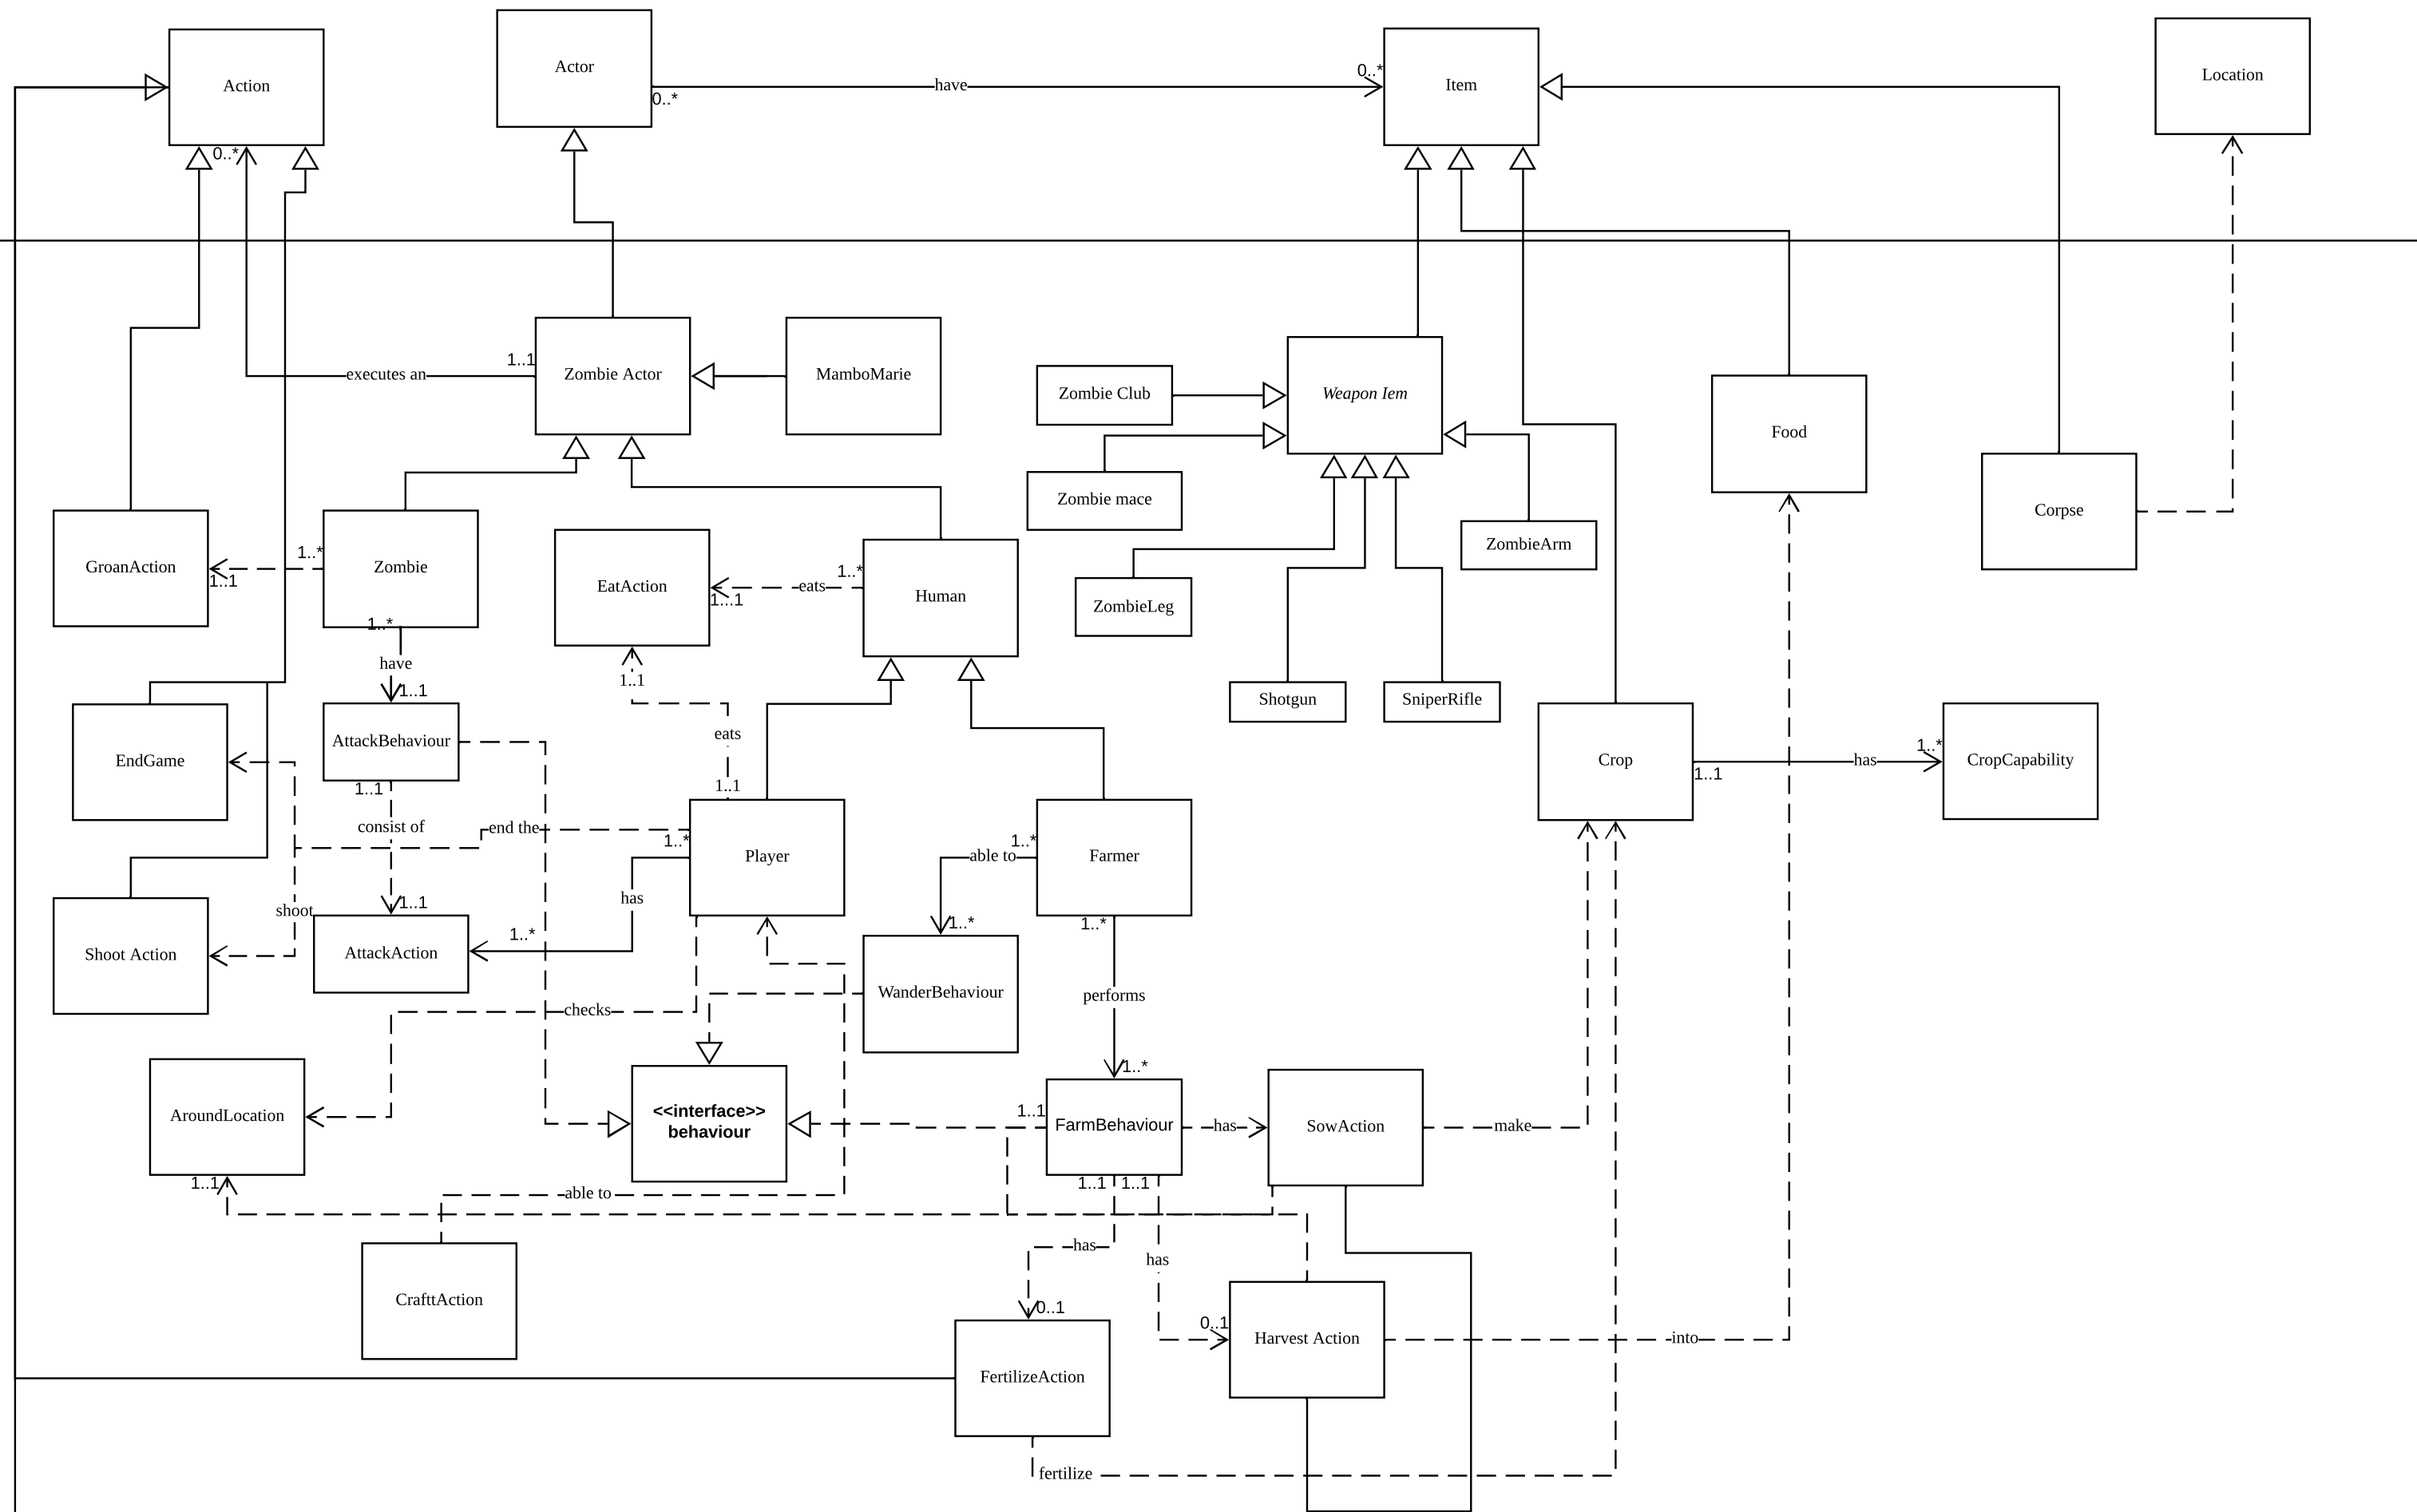 Action
Actor
Item
Location
have
0..*
0..*
0..*
executes an
1..1
Zombie Actor
MamboMarie
Zombie Club
Weapon Iem
Food
Zombie mace
Corpse
ZombieArm
GroanAction
1..1
1..*
Zombie
EatAction
1...1
eats
1..*
Human
ZombieLeg
1..*
have
1..1
1..1
Shotgun
SniperRifle
eats
1..1
EndGame
AttackBehaviour
1..1
consist of
1..1
end the
Crop
1..1
has
1..*
CropCapability
1..*
Player
1..*
able to
Farmer
has
1..*
1..*
1..*
shoot
Shoot Action
AttackAction
WanderBehaviour
performs
checks
1..*
AroundLocation
1..1
<<interface>>
behaviour
1..1
FarmBehaviour
has
SowAction
make
1..1
1..1
able to
has
has
CrafttAction
0..1
0..1
Harvest Action
into
FertilizeAction
fertilize